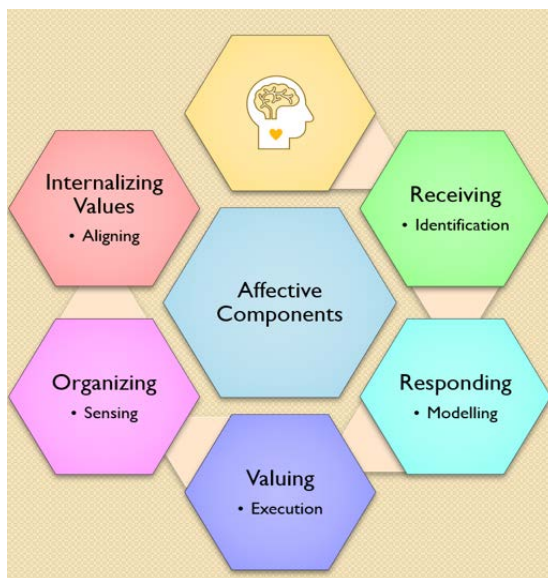 Affective
Components
Receiving
• Identification
Responding
• Modelling
Valuing
• Execution
Organizing
• Sensing
Internalizing
Values
• Aligning